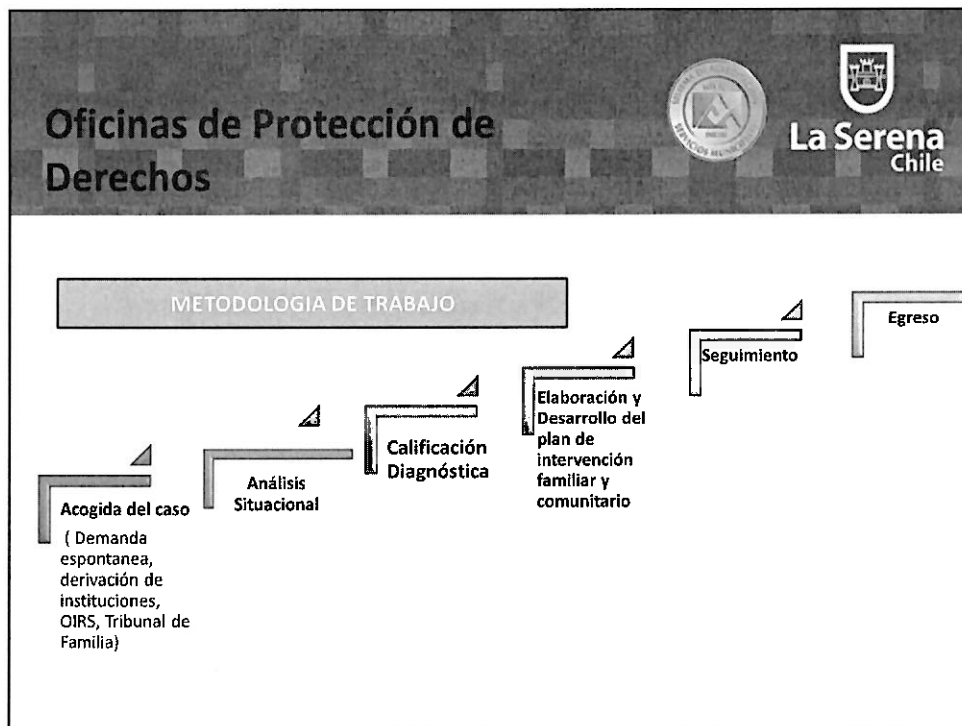 Oficinas de Protección de
Derechos
La Serena
Chile
METODOLOGIA DE TRABAJO
Acogida del caso
( Demanda
espontanea,
derivación de
instituciones,
OIRS, Tribunal de
Familia)
Análisis
Situacional
Calificación
Diagnóstica
Elaboración y
Desarrollo del
plan de
intervención
familiar y
comunitario
Seguimiento
Egreso